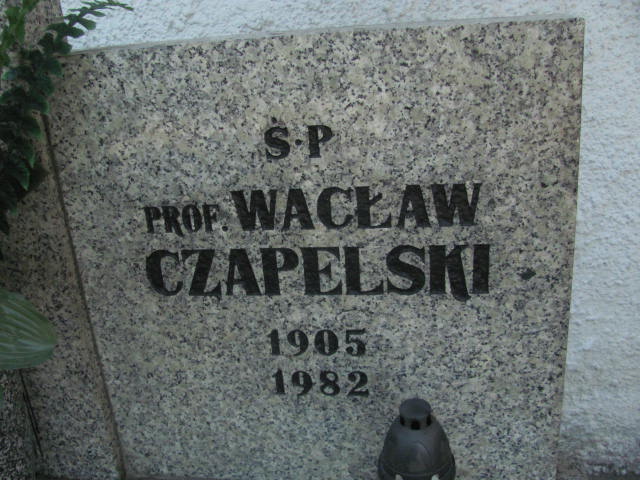 Ś.P
PROF. WACŁAW
CZAPELSKI
1905
1982